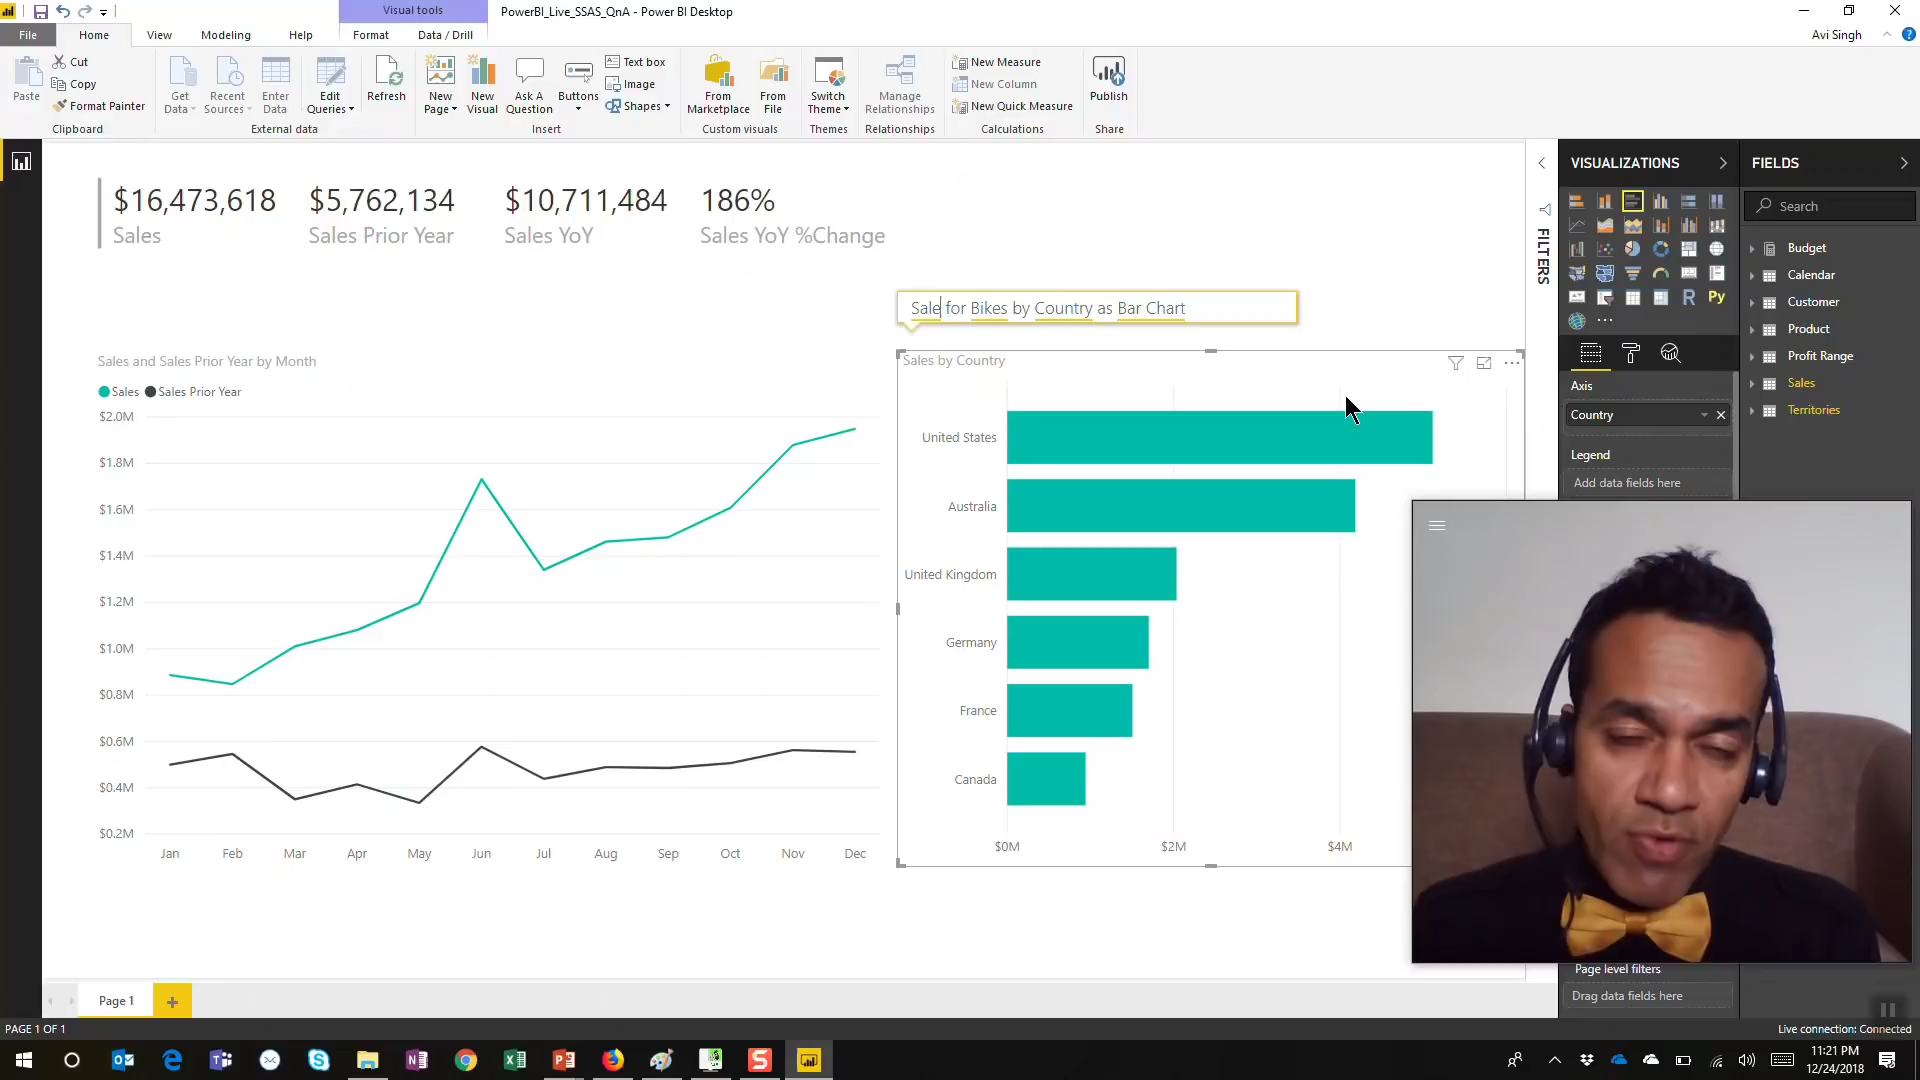 Visual tools
PowerBI_Live_SSAS_QnA - Power BI Desktop
File
Home
View
Modeling
Help
Format
Data / Drill
Avi Singh
Paste
Cut
Copy
Format Painter
Clipboard
Get Data
Recent Sources
Enter Data
Edit Queries
Refresh
External data
New Page
New Visual
Ask A Question
Buttons
Text box
Image
Shapes
Insert
From Marketplace
From File
Custom visuals
Switch Theme
Themes
Manage Relationships
Relationships
New Measure
New Column
New Quick Measure
Calculations
Publish
Share
$16,473,618
Sales
$5,762,134
Sales Prior Year
$10,711,484
Sales YoY
186%
Sales YoY %Change
Sale for Bikes by Country as Bar Chart
Sales and Sales Prior Year by Month
Sales
Sales Prior Year
$2.0M
$1.8M
$1.6M
$1.4M
$1.2M
$1.0M
$0.8M
$0.6M
$0.4M
$0.2M
Jan Feb Mar Apr May Jun Jul Aug Sep Oct Nov Dec
Sales by Country
United States
Australia
United Kingdom
Germany
France
Canada
$0M $2M $4M
FILTERS
VISUALIZATIONS
R
Py
Axis
Country
Legend
Add data fields here
Page level filters
Drag data fields here
FIELDS
Search
Budget
Calendar
Customer
Product
Profit Range
Sales
Territories
Page 1
PAGE 1 OF 1
Live connection: Connected
11:21 PM
12/24/2018